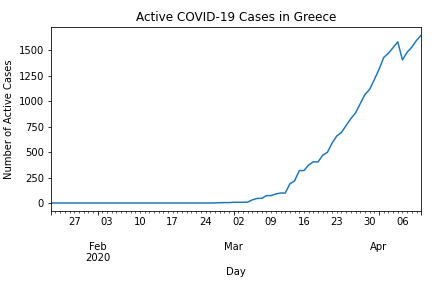 Active COVID-19 Cases in Greece
Number of Active Cases
1500
1250
1000
750
500
250
0
27 03 10 17 24 02 09 16 23 30 06
Feb Mar Apr
2020
Day